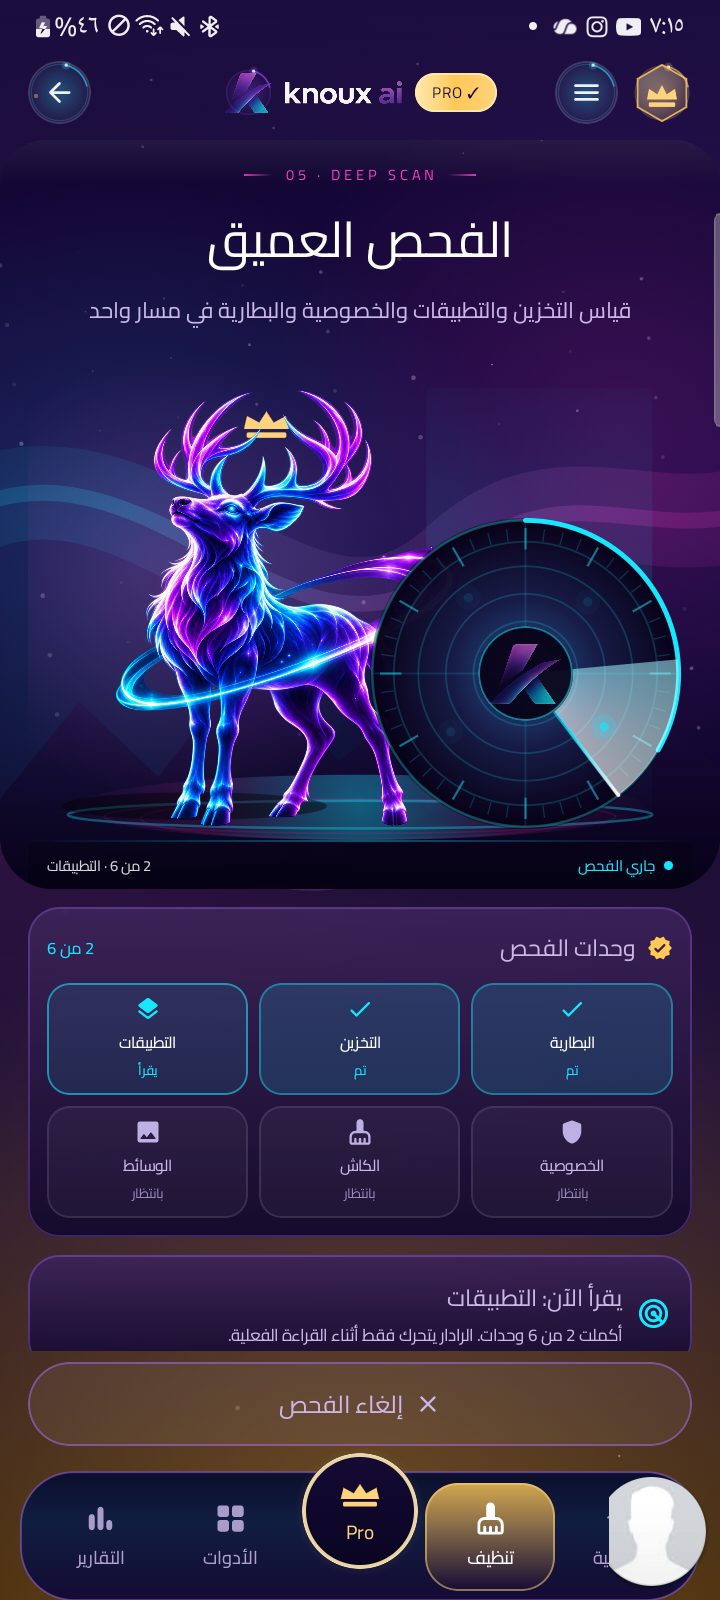 %٤٦
٧:١٥
knoux ai
PRO ✓
05 · DEEP SCAN
الفحص العميق
قياس التخزين والتطبيقات والخصوصية والبطارية في مسار واحد
جاري الفحص
2 من 6 · التطبيقات
وحدات الفحص
2 من 6
البطارية
تم
التخزين
تم
التطبيقات
يقرأ
الخصوصية
بانتظار
الكاش
بانتظار
الوسائط
بانتظار
يقرأ الآن: التطبيقات
أكملت 2 من 6 وحدات. الرادار يتحرك فقط أثناء القراءة الفعلية.
إلغاء الفحص
تنظيف
Pro
الأدوات
التقارير